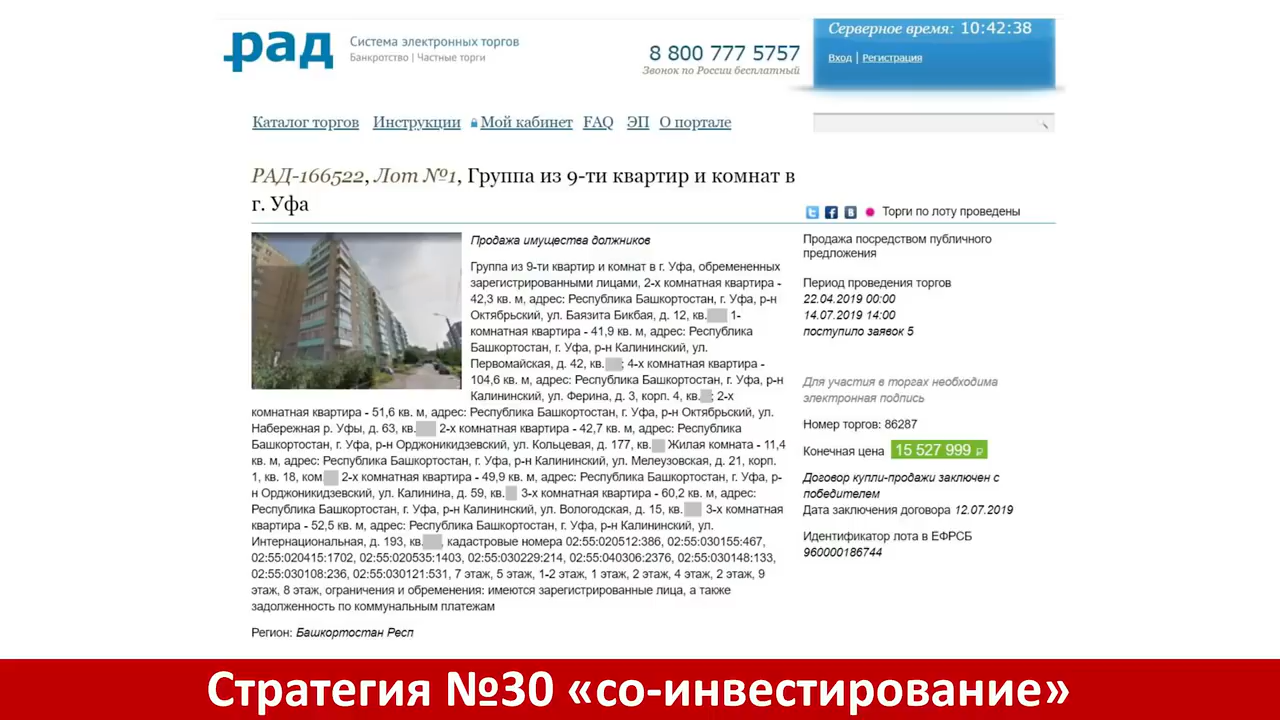 рад
Система электронных торгов
Банкротство | Частные торги
8 800 777 5757
Звонок по России бесплатный
Серверное время: 10:42:38
Вход | Регистрация
Каталог торгов Инструкции Мой кабинет FAQ ЭП О портале
РАД-166522, Лот №1, Группа из 9-ти квартир и комнат в
г. Уфа
Торги по лоту проведены
Продажа имущества должников
Группа из 9-ти квартир и комнат в г. Уфа, обремененных
зарегистрированными лицами, 2-х комнатная квартира -
42,3 кв. м, адрес: Республика Башкортостан, г. Уфа, р-н
Октябрьский, ул. Баязита Бикбая, д. 12, кв. 1-
комнатная квартира - 41,9 кв. м, адрес: Республика
Башкортостан, г. Уфа, р-н Калининский, ул.
Первомайская, д. 42, кв. ; 4-х комнатная квартира -
104,6 кв. м, адрес: Республика Башкортостан, г. Уфа, р-н
Калининский, ул. Ферина, д. 3, корп. 4, кв. ; 2-х
комнатная квартира - 51,6 кв. м, адрес: Республика Башкортостан, г. Уфа, р-н Октябрьский, ул.
Набережная р. Уфы, д. 63, кв. 2-х комнатная квартира - 42,7 кв. м, адрес: Республика
Башкортостан, г. Уфа, р-н Орджоникидзевский, ул. Кольцевая, д. 177, кв. Жилая комната - 11,4
кв. м, адрес: Республика Башкортостан, г. Уфа, р-н Калининский, ул. Мелеузовская, д. 21, корп.
1, кв. 18, ком. 2-х комнатная квартира - 49,9 кв. м, адрес: Республика Башкортостан, г. Уфа, р-
н Орджоникидзевский, ул. Калинина, д. 59, кв. 3-х комнатная квартира - 60,2 кв. м, адрес:
Республика Башкортостан, г. Уфа, р-н Калининский, ул. Вологодская, д. 15, кв. 3-х комнатная
квартира - 52,5 кв. м, адрес: Республика Башкортостан, г. Уфа, р-н Калининский, ул.
Интернациональная, д. 193, кв. , кадастровые номера 02:55:020512:386, 02:55:030155:467,
02:55:020415:1702, 02:55:020535:1403, 02:55:030229:214, 02:55:040306:2376, 02:55:030148:133,
02:55:030108:236, 02:55:030121:531, 7 этаж, 5 этаж, 1-2 этаж, 1 этаж, 2 этаж, 4 этаж, 2 этаж, 9
этаж, 8 этаж, ограничения и обременения: имеются зарегистрированные лица, а также
задолженность по коммунальным платежам
Регион: Башкортостан Респ
Продажа посредством публичного
предложения
Период проведения торгов
22.04.2019 00:00
14.07.2019 14:00
поступило заявок 5
Для участия в торгах необходима
электронная подпись
Номер торгов: 86287
Конечная цена 15 527 999 ₽
Договор купли-продажи заключен с
победителем
Дата заключения договора 12.07.2019
Идентификатор лота в ЕФРСБ
960000186744
Стратегия №30 «со-инвестирование»